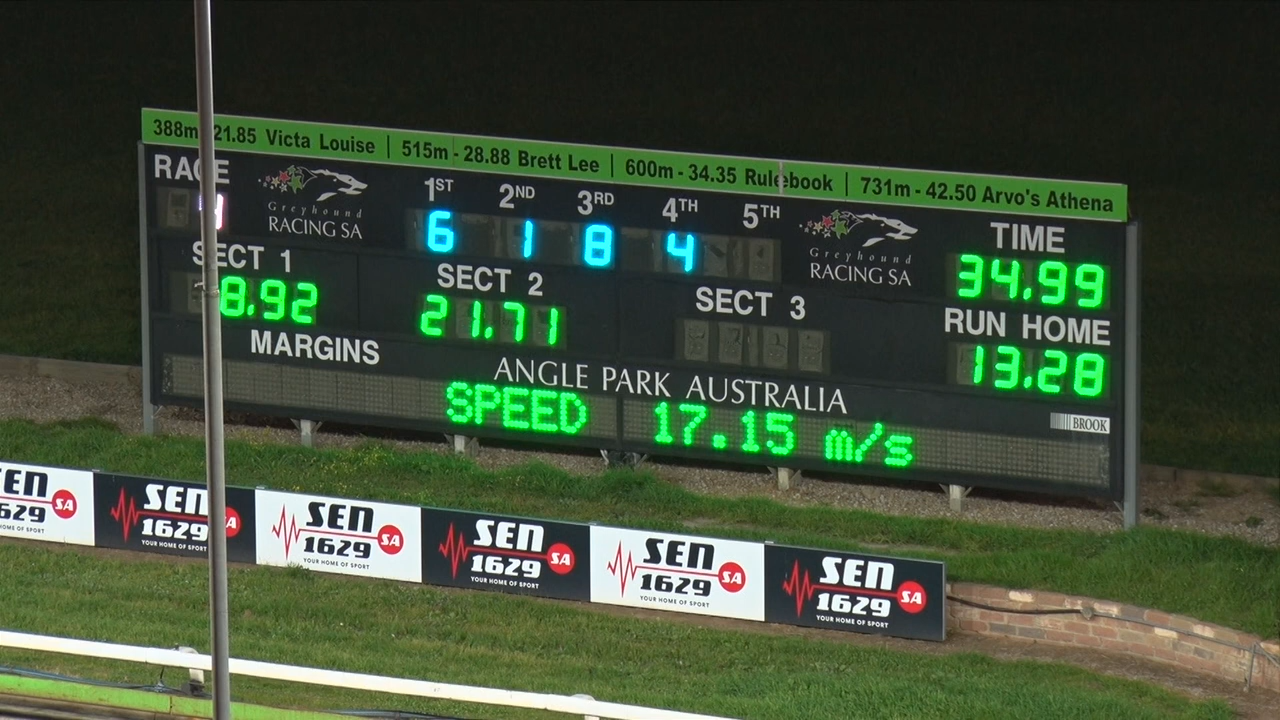 388m 21.85 Victa Louise | 515m - 28.88 Brett Lee | 600m - 34.35 Rulebook | 731m - 42.50 Arvo's Athena
RACE
4
Greyhound
RACING SA
1ST 2ND 3RD 4TH 5TH
6 1 8 4
Greyhound
RACING SA
TIME
34.99
SECT 1
8.92
SECT 2
21.71
SECT 3
RUN HOME
13.28
MARGINS
ANGLE PARK AUSTRALIA
SPEED 17.15 m/s
BROOK
SEN
1629 SA
OF SPORT
SEN
1629 SA
YOUR HOME OF SPORT
SEN
1629 SA
YOUR HOME OF SPORT
SEN
1629 SA
YOUR HOME OF SPORT
SEN
1629 SA
YOUR HOME OF SPORT
SEN
1629 SA
YOUR HOME OF SPORT